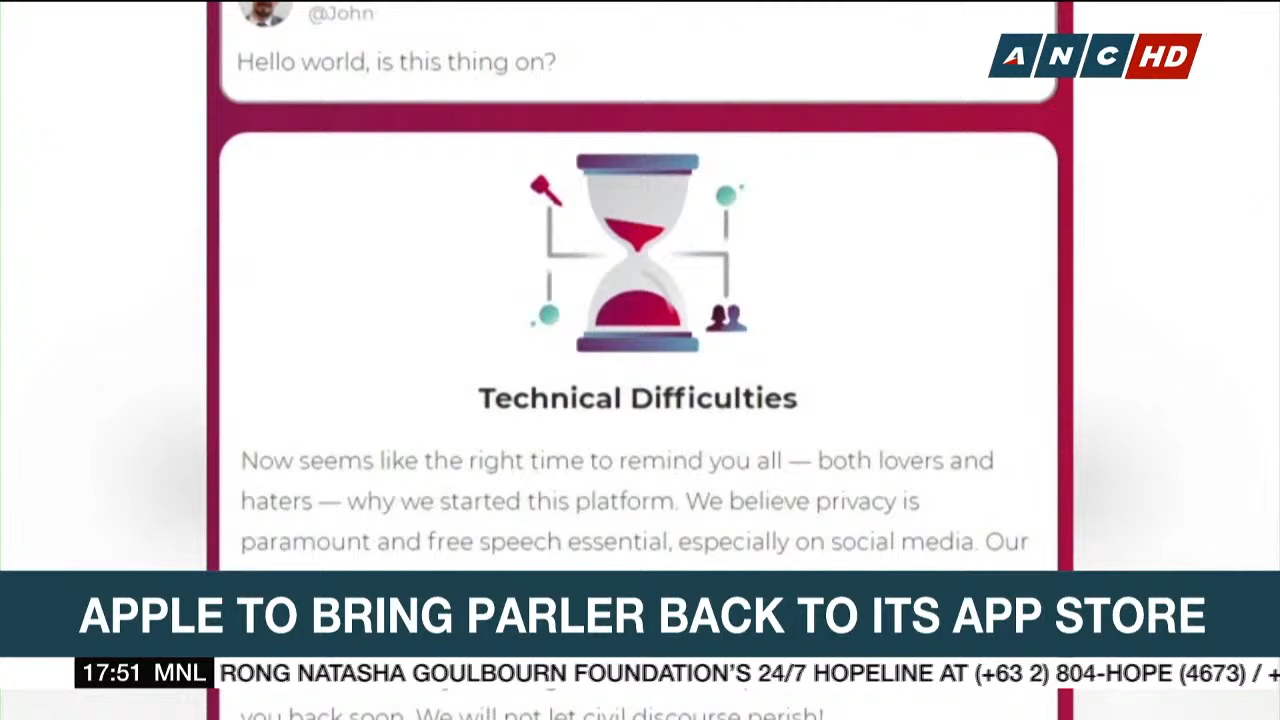 @John
Hello world, is this thing on?
ANC HD
Technical Difficulties
Now seems like the right time to remind you all — both lovers and
haters — why we started this platform. We believe privacy is
paramount and free speech essential, especially on social media. Our
APPLE TO BRING PARLER BACK TO ITS APP STORE
17:51 MNL RONG NATASHA GOULBOURN FOUNDATION'S 24/7 HOPELINE AT (+63 2) 804-HOPE (4673) / +
you back soon. We will not let civil discourse perish!